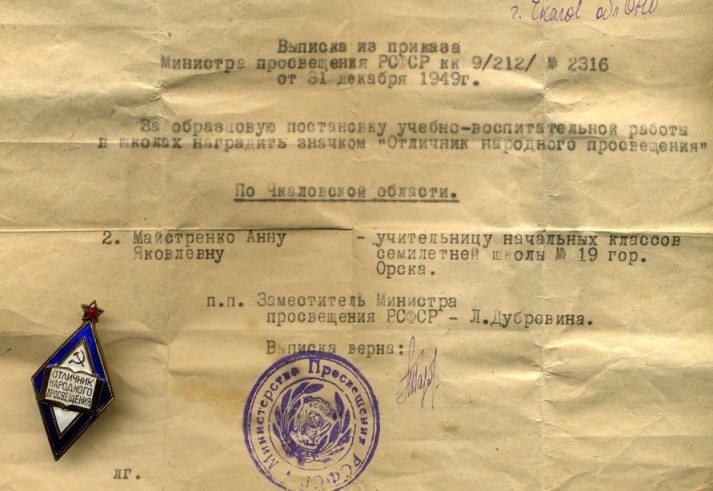 г. Чкалов облОНО
Выписка из приказа
Министра просвещения РСФСР кк 9/212/ № 2316
от 31 декабря 1949г.
За образцовую постановку учебно-воспитательной работы
в школах наградить значком "Отличник народного просвещения"
По Чкаловской области.
2. Майстренко Анну - учительницу начальных классов
Яковлевну семилетней школы № 19 гор.
Орска.
п.п. Заместитель Министра
просвещения РСФСР - Л.Дубровина.
Выписка верна:
ОТЛИЧНИК
НАРОДНОГО
ПРОСВЕЩЕНИЯ
Министерство Просвещения РСФСР
лг.